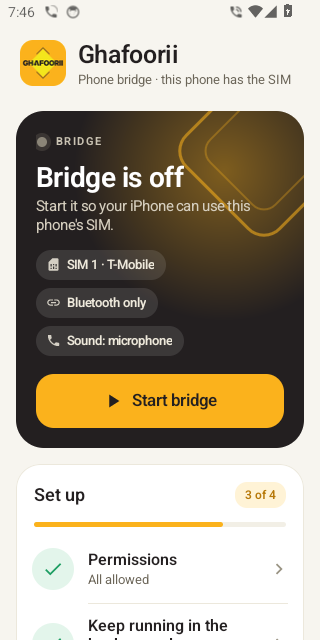 7:46
GHAFOORII
Ghafoorii
Phone bridge · this phone has the SIM
BRIDGE
Bridge is off
Start it so your iPhone can use this
phone's SIM.
SIM 1 · T-Mobile
Bluetooth only
Sound: microphone
Start bridge
Set up
3 of 4
Permissions
All allowed
Keep running in the